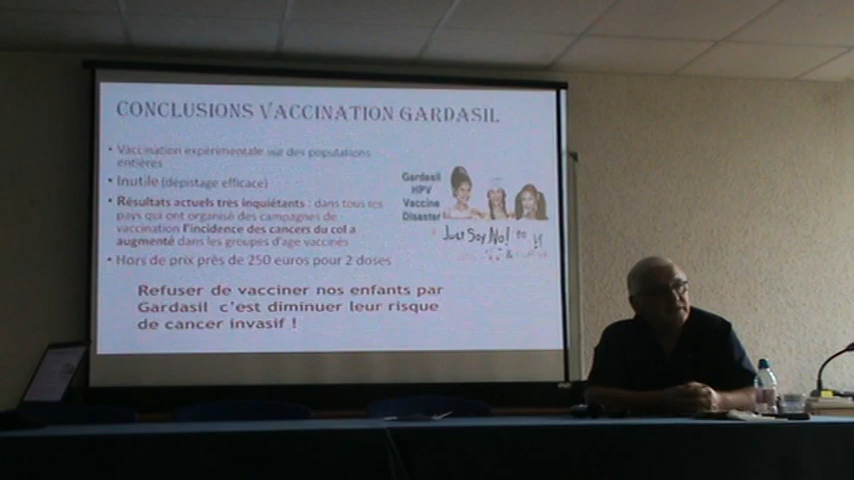 CONCLUSIONS VACCINATION GARDASIL
• Vaccination expérimentale sur des populations
entières
• Inutile (dépistage efficace)
• Résultats actuels très inquiétants : dans tous les
pays qui ont organisé des campagnes de
vaccination l'incidence des cancers du col a
augmenté dans les groupes d'age vaccinés
• Hors de prix près de 250 euros pour 2 doses
Gardasil
HPV
Vaccine
Disaster
Just Say No! to
Refuser de vacciner nos enfants par
Gardasil c'est diminuer leur risque
de cancer invasif !